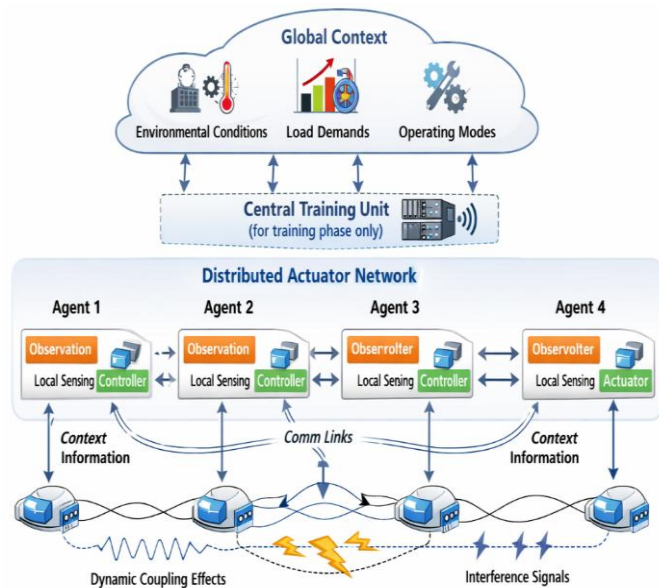 Global Context
Environmental Conditions
Load Demands
Operating Modes
Central Training Unit
(for training phase only)
Distributed Actuator Network
Agent 1
Agent 2
Agent 3
Agent 4
Observation
Observation
Obserrolter
Observolter
Local Sensing
Controller
Local Sensing
Controller
Local Sensing
Controller
Local Sensing
Actuator
Context
Information
Comm Links
Context
Information
Dynamic Coupling Effects
Interference Signals